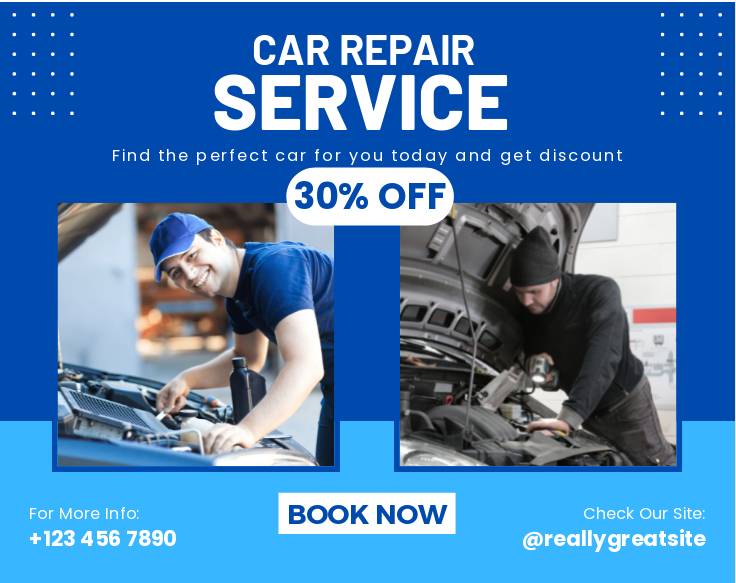 CAR REPAIR
SERVICE
Find the perfect car for you today and get discount
30% OFF
For More Info:
+123 456 7890
BOOK NOW
Check Our Site:
@reallygreatsite